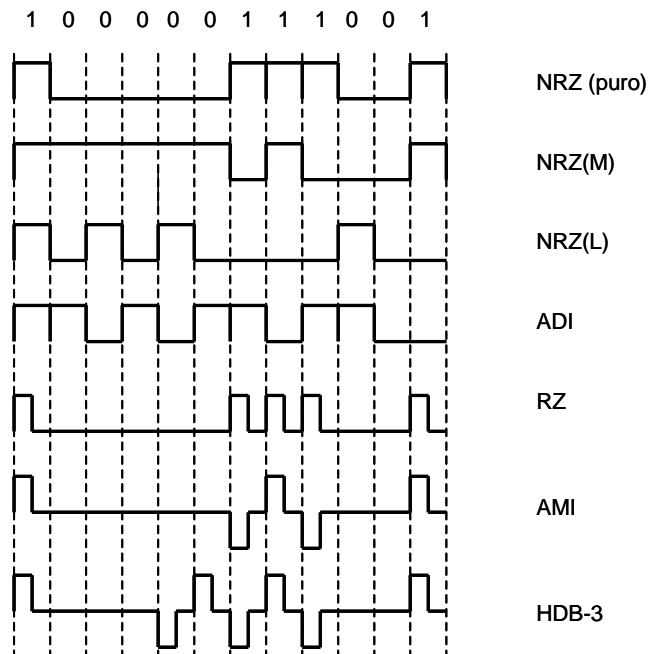 1 0 0 0 0 0 1 1 1 0 0 1
NRZ (puro)
NRZ(M)
NRZ(L)
ADI
RZ
AMI
HDB-3